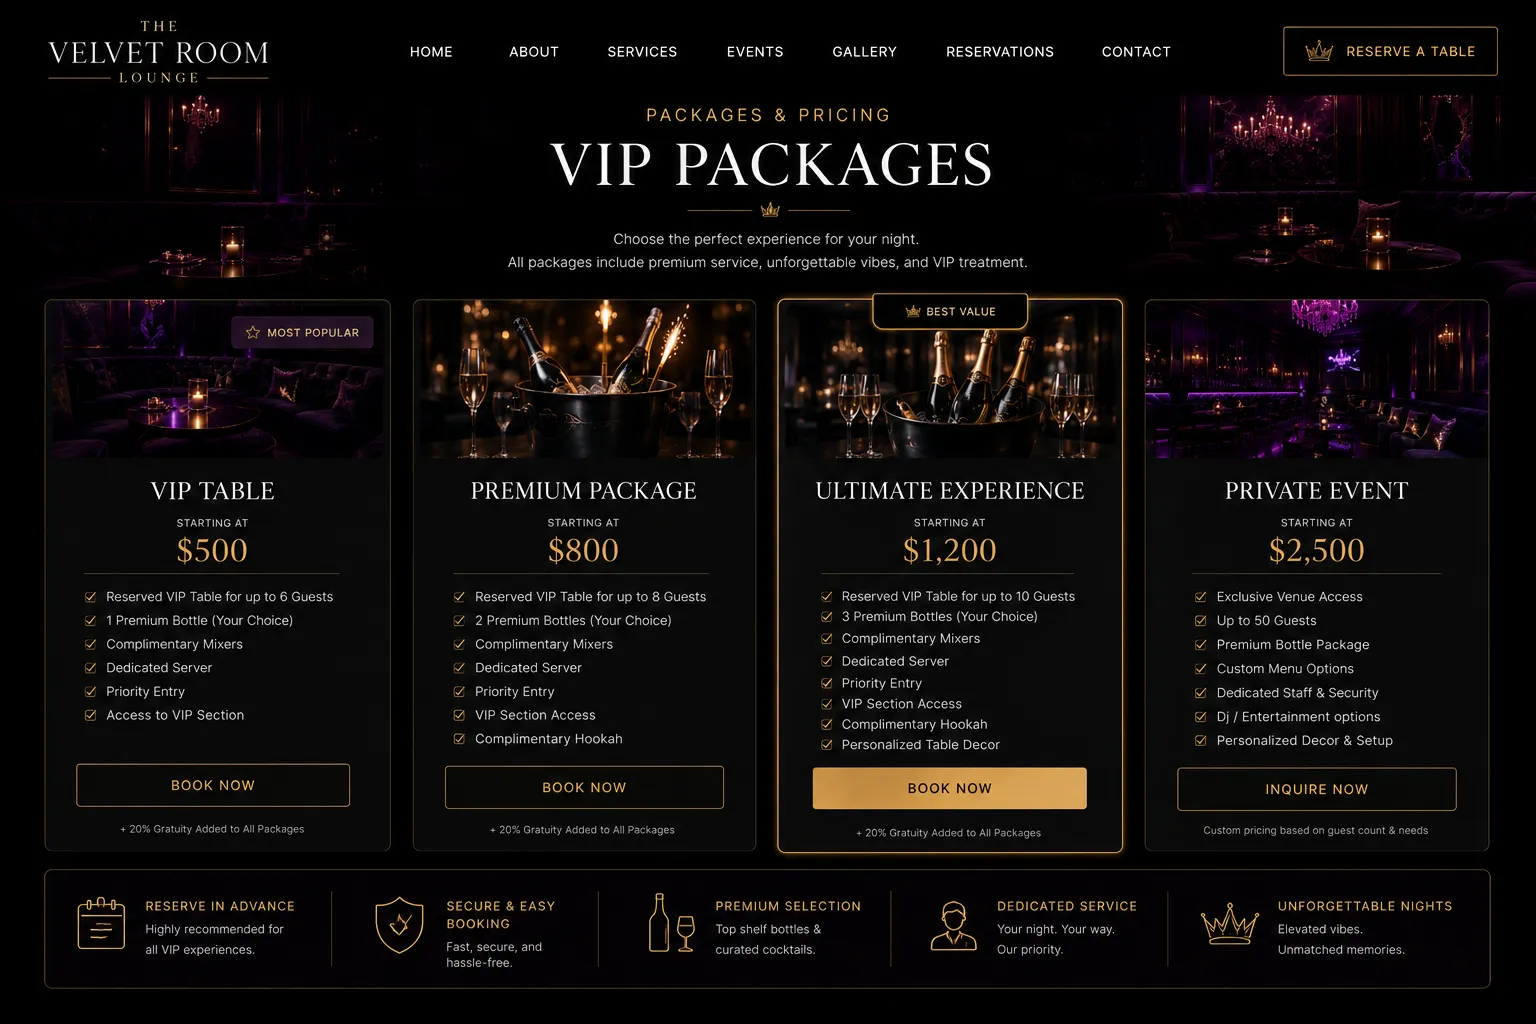 THE
VELVET ROOM
LOUNGE
HOME
ABOUT
SERVICES
EVENTS
GALLERY
RESERVATIONS
CONTACT
RESERVE A TABLE
PACKAGES & PRICING
VIP PACKAGES
Choose the perfect experience for your night.
All packages include premium service, unforgettable vibes, and VIP treatment.
MOST POPULAR
VIP TABLE
STARTING AT
$500
Reserved VIP Table for up to 6 Guests
1 Premium Bottle (Your Choice)
Complimentary Mixers
Dedicated Server
Priority Entry
Access to VIP Section
BOOK NOW
+ 20% Gratuity Added to All Packages
PREMIUM PACKAGE
STARTING AT
$800
Reserved VIP Table for up to 8 Guests
2 Premium Bottles (Your Choice)
Complimentary Mixers
Dedicated Server
Priority Entry
VIP Section Access
Complimentary Hookah
BOOK NOW
+ 20% Gratuity Added to All Packages
BEST VALUE
ULTIMATE EXPERIENCE
STARTING AT
$1,200
Reserved VIP Table for up to 10 Guests
3 Premium Bottles (Your Choice)
Complimentary Mixers
Dedicated Server
Priority Entry
VIP Section Access
Complimentary Hookah
Personalized Table Decor
BOOK NOW
+ 20% Gratuity Added to All Packages
PRIVATE EVENT
STARTING AT
$2,500
Exclusive Venue Access
Up to 50 Guests
Premium Bottle Package
Custom Menu Options
Dedicated Staff & Security
Dj / Entertainment options
Personalized Decor & Setup
INQUIRE NOW
Custom pricing based on guest count & needs
RESERVE IN ADVANCE
Highly recommended for
all VIP experiences.
SECURE & EASY
BOOKING
Fast, secure, and
hassle-free.
PREMIUM SELECTION
Top shelf bottles &
curated cocktails.
DEDICATED SERVICE
Your night. Your way.
Our priority.
UNFORGETTABLE NIGHTS
Elevated vibes.
Unmatched memories.